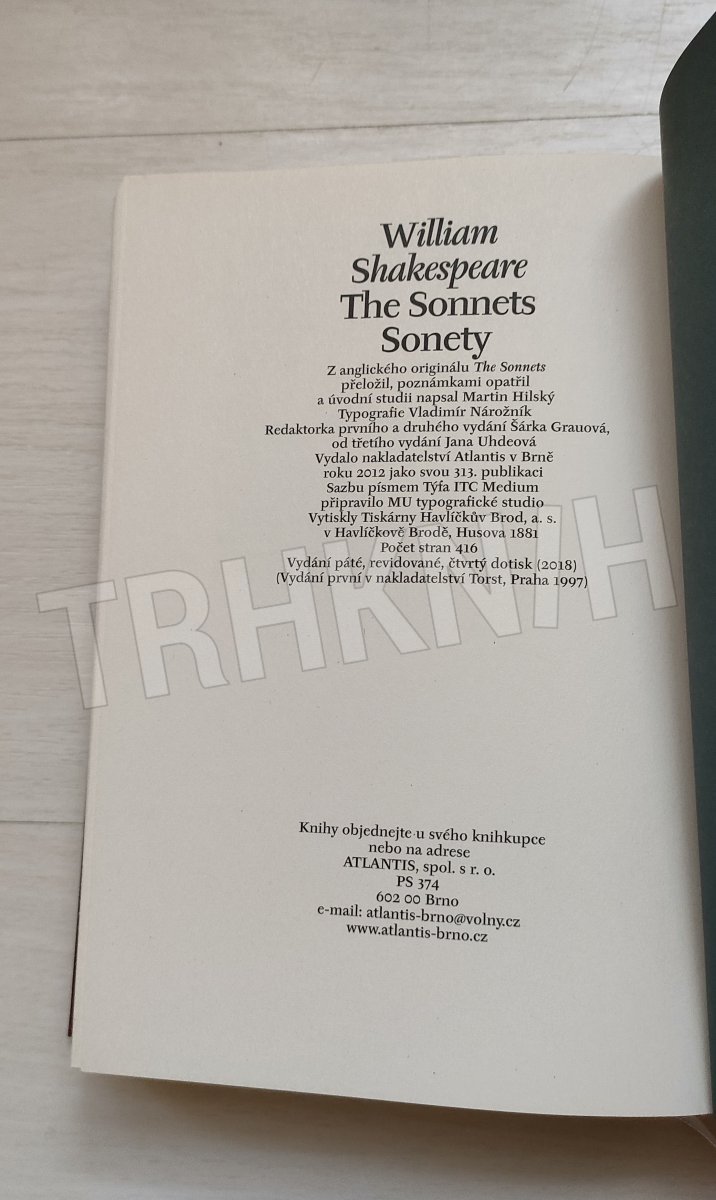 William
Shakespeare
The Sonnets
Sonety
Z anglického originálu The Sonnets
přeložil, poznámkami opatřil
a úvodní studii napsal Martin Hilský
Typografie Vladimír Nárožník
Redaktorka prvního a druhého vydání Šárka Grauová,
od třetího vydání Jana Uhdeová
Vydalo nakladatelství Atlantis v Brně
roku 2012 jako svou 313. publikaci
Sazbu písmem Týfa ITC Medium
připravilo MU typografické studio
Vytiskly Tiskárny Havlíčkův Brod, a. s.
v Havlíčkově Brodě, Husova 1881
Počet stran 416
Vydání páté, revidované, čtvrtý dotisk (2018)
(Vydání první v nakladatelství Torst, Praha 1997)
TRHKNIH
Knihy objednejte u svého knihkupce
nebo na adrese
ATLANTIS, spol. s r. o.
PS 374
602 00 Brno
e-mail: atlantis-brno@volny.cz
www.atlantis-brno.cz